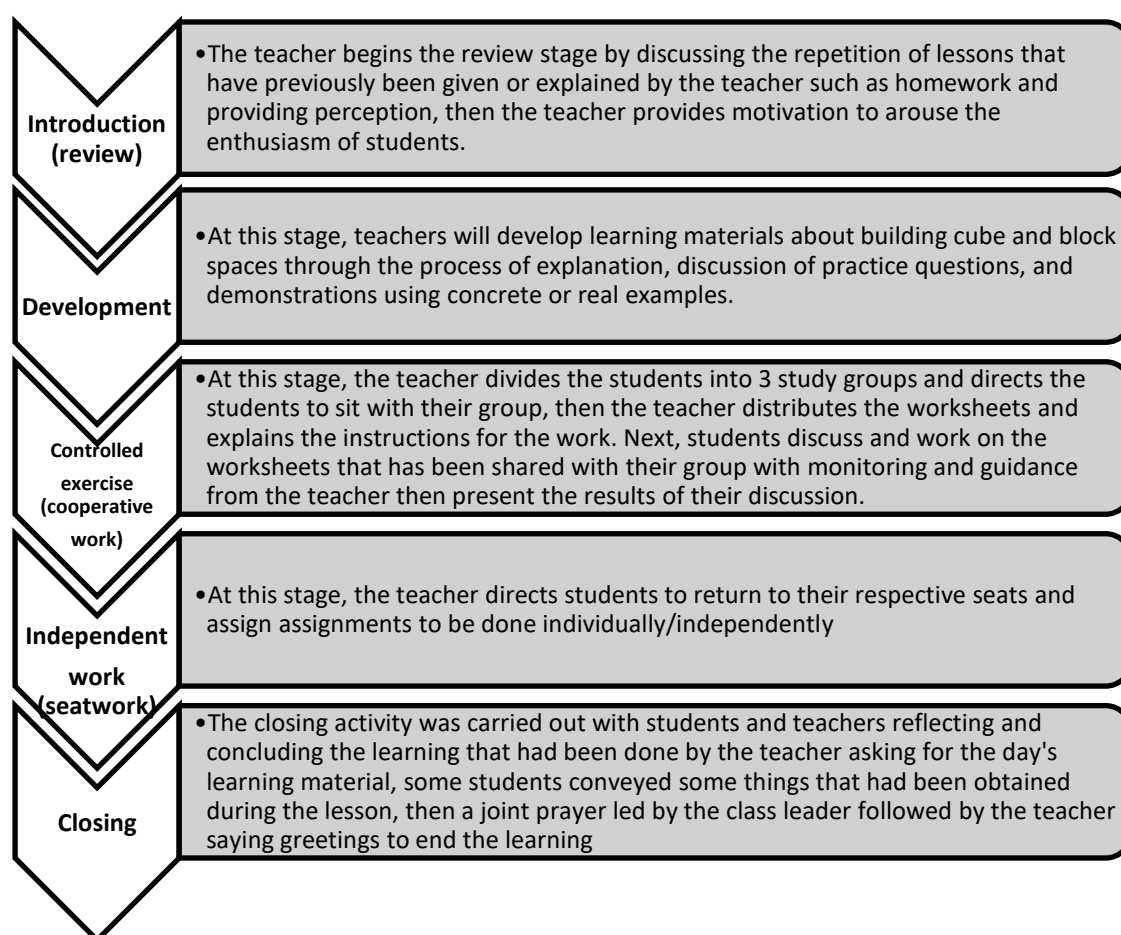 Introduction
(review)
•The teacher begins the review stage by discussing the repetition of lessons that
have previously been given or explained by the teacher such as homework and
providing perception, then the teacher provides motivation to arouse the
enthusiasm of students.
Development
•At this stage, teachers will develop learning materials about building cube and block
spaces through the process of explanation, discussion of practice questions, and
demonstrations using concrete or real examples.
Controlled
exercise
(cooperative
work)
•At this stage, the teacher divides the students into 3 study groups and directs the
students to sit with their group, then the teacher distributes the worksheets and
explains the instructions for the work. Next, students discuss and work on the
worksheets that has been shared with their group with monitoring and guidance
from the teacher then present the results of their discussion.
Independent
work
(seatwork)
•At this stage, the teacher directs students to return to their respective seats and
assign assignments to be done individually/independently
Closing
•The closing activity was carried out with students and teachers reflecting and
concluding the learning that had been done by the teacher asking for the day's
learning material, some students conveyed some things that had been obtained
during the lesson, then a joint prayer led by the class leader followed by the teacher
saying greetings to end the learning